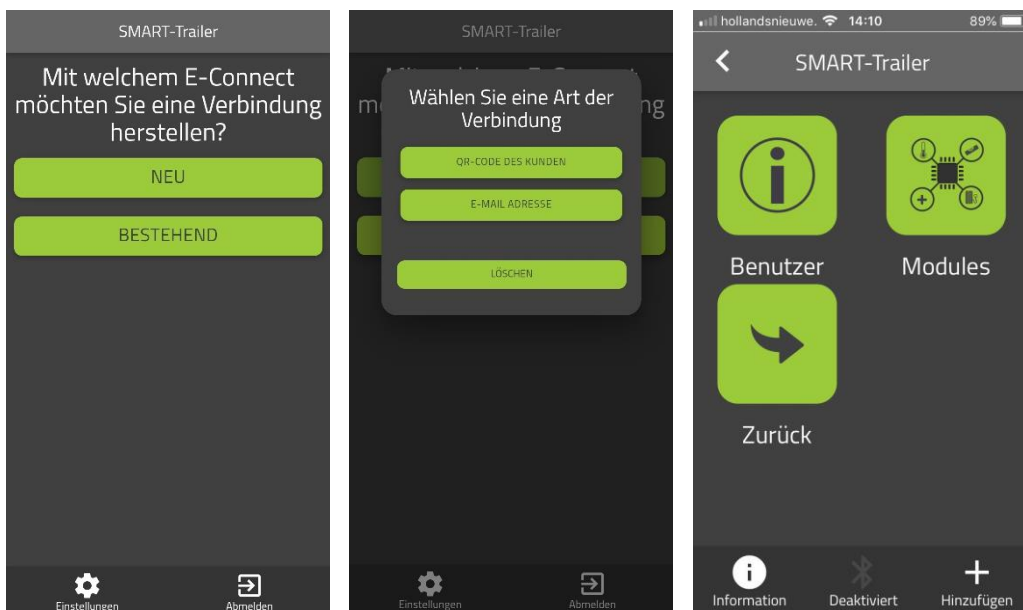 SMART-Trailer
Mit welchem E-Connect
möchten Sie eine Verbindung
herstellen?
NEU
BESTEHEND
Einstellungen
Abmelden
SMART-Trailer
Wählen Sie eine Art der
Verbindung
QR-CODE DES KUNDEN
E-MAIL ADRESSE
LÖSCHEN
Einstellungen
Abmelden
hollandsnieuwe. 14:10 89%
SMART-Trailer
Benutzer
Modules
Zurück
Information
Deaktiviert
Hinzufügen